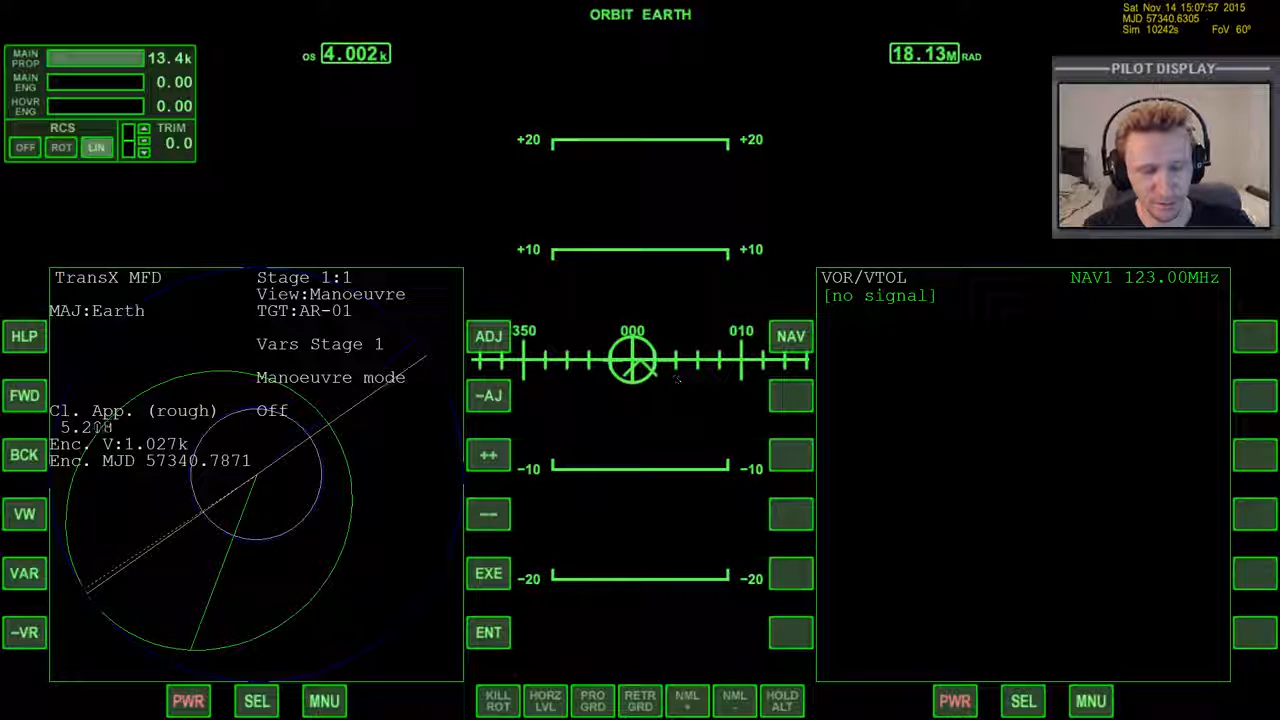 ORBIT EARTH
Sat Nov 14 15:07:57 2015
MJD 57340.6305
Sim 10242s FoV 60°
MAIN PROP 13.4k
MAIN ENG 0.00
HOVR ENG 0.00
RCS TRIM
OFF ROT LIN 0.0
OS 4.002k
18.13M RAD
PILOT DISPLAY
+20 +20
+10 +10
350 000 010
-10 -10
-20 -20
TransX MFD Stage 1:1
View:Manoeuvre
MAJ:Earth TGT:AR-01
Vars Stage 1
Manoeuvre mode
Cl. App. (rough) Off
Enc. V:1.027k
Enc. MJD 57340.7871
HLP
FWD
BCK
VW
VAR
-VR
ADJ
-AJ
++
--
EXE
ENT
PWR SEL MNU
KILL ROT
HORZ LVL
PRO GRD
RETR GRD
NML +
NML -
HOLD ALT
NAV
VOR/VTOL NAV1 123.00MHz
[no signal]
PWR SEL MNU